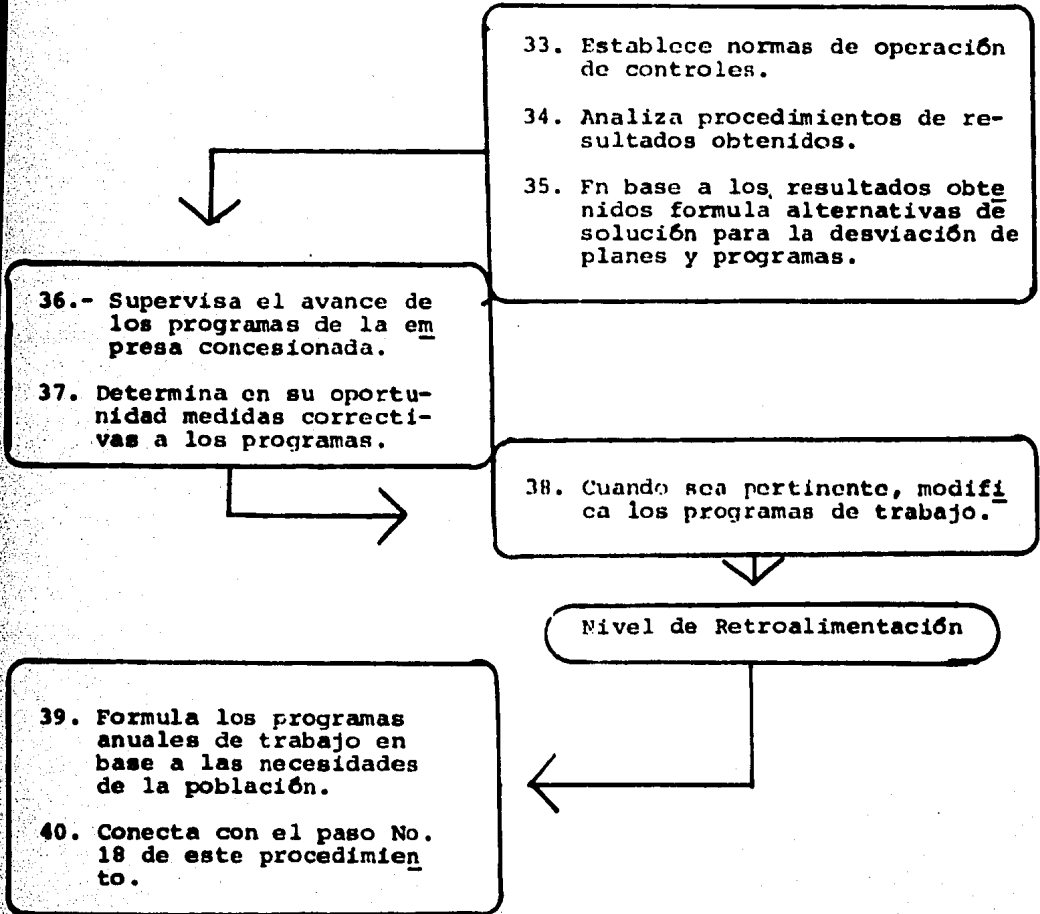 33. Establece normas de operación
de controles.
34. Analiza procedimientos de re-
sultados obtenidos.
35. Fn base a los resultados obte
nidos formula alternativas de
solución para la desviación de
planes y programas.
36.- Supervisa el avance de
los programas de la em
presa concesionada.
37. Determina en su oportu-
nidad medidas correcti-
vas a los programas.
38. Cuando sea pertinente, modifi
ca los programas de trabajo.
Nivel de Retroalimentación
39. Formula los programas
anuales de trabajo en
base a las necesidades
de la población.
40. Conecta con el paso No.
18 de este procedimien
to.